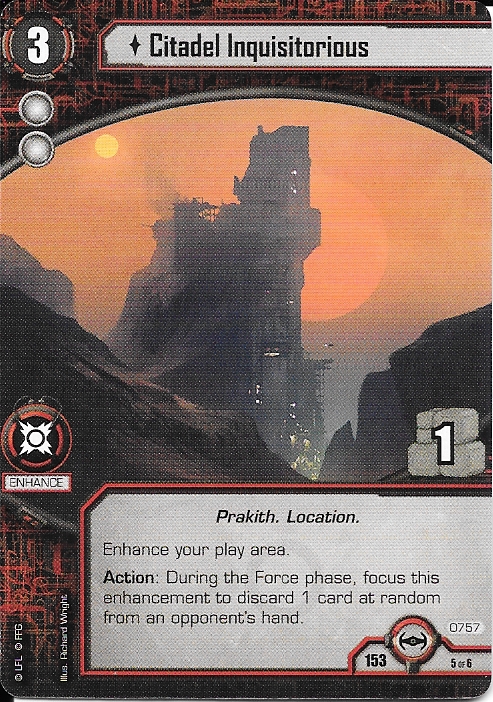 3
Citadel Inquisitorious
ENHANCE
1
Prakith. Location.
Enhance your play area.
Action: During the Force phase, focus this
enhancement to discard 1 card at random
from an opponent's hand.
0757
153
5 OF 6
© LFL © FFG
Illus. Richard Wright